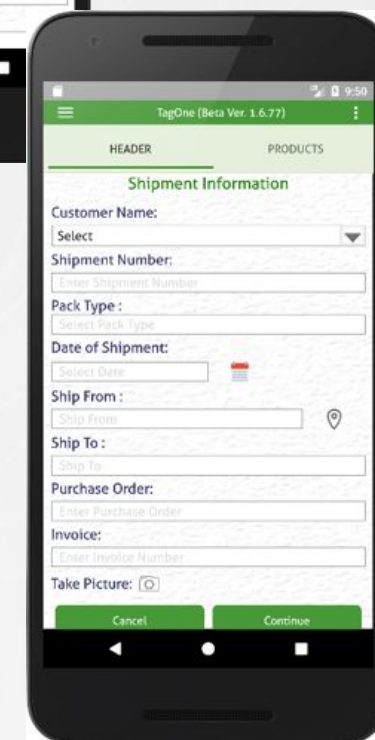 9:50
TagOne (Beta Ver. 1.6.77)
HEADER PRODUCTS
Shipment Information
Customer Name:
Select
Shipment Number:
Enter Shipment Number
Pack Type :
Select Pack Type
Date of Shipment:
Select Date
Ship From :
Ship From
Ship To :
Ship To
Purchase Order:
Enter Purchase Order
Invoice:
Enter Invoice Number
Take Picture:
Cancel Continue